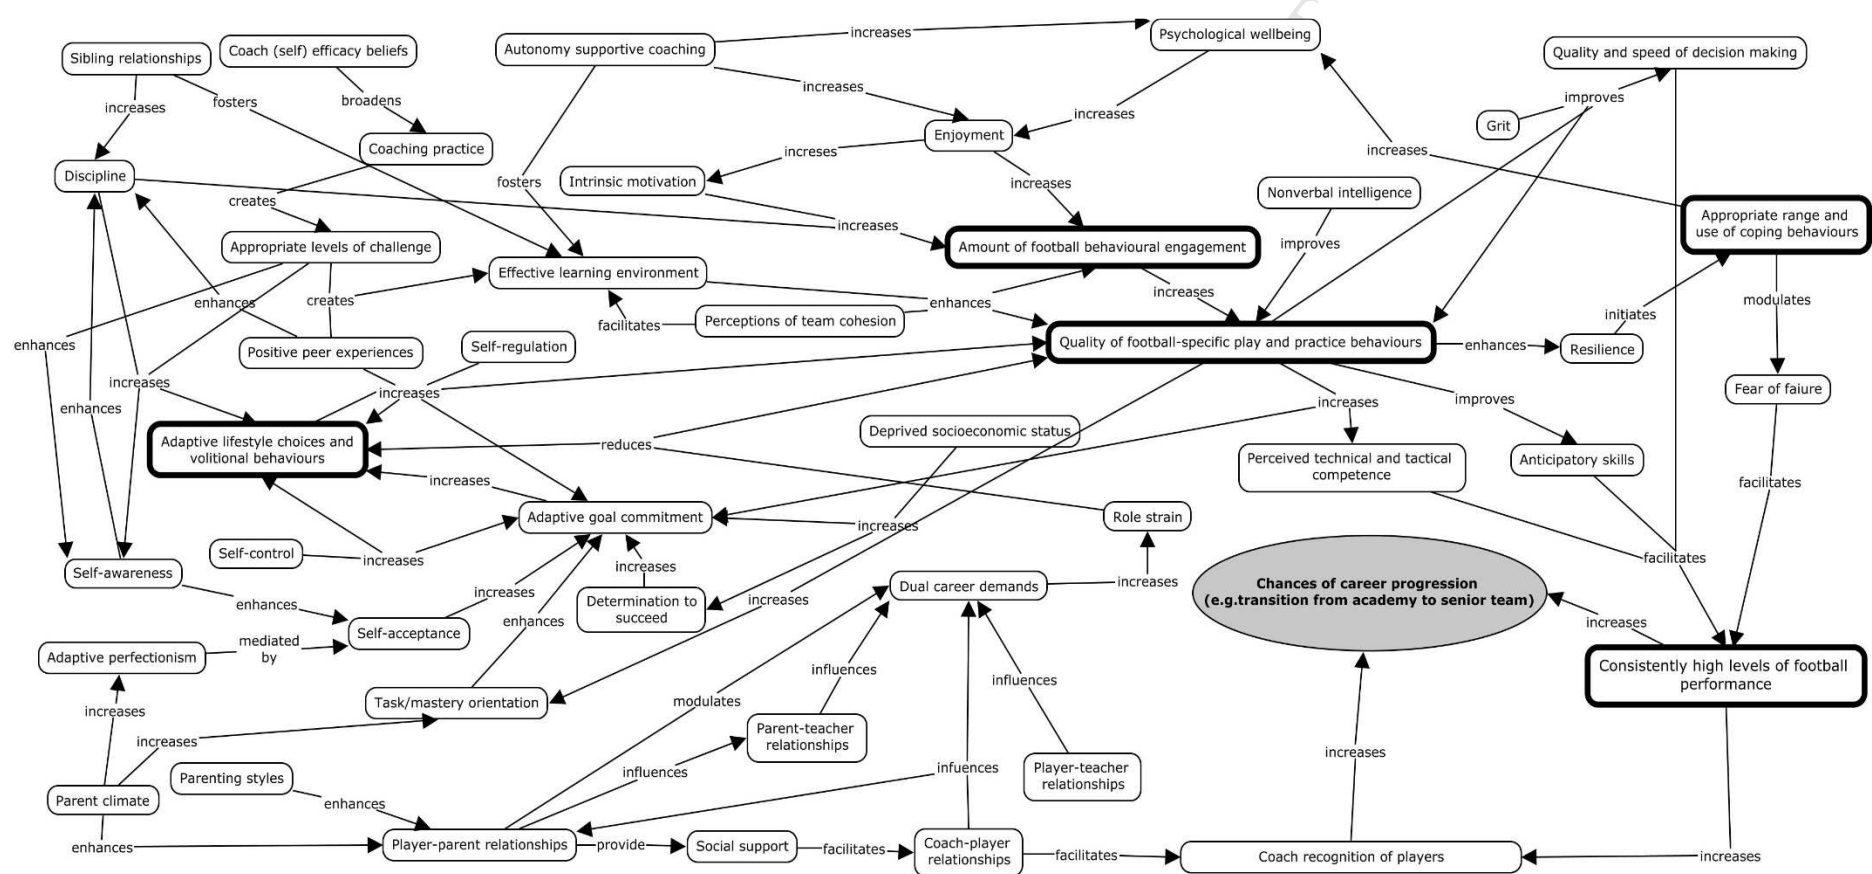 Sibling relationships
Coach (self) efficacy beliefs
Autonomy supportive coaching
increases
Psychological wellbeing
Quality and speed of decision making
increases
fosters
broadens
increases
increases
improves
Grit
Enjoyment
Coaching practice
increses
increases
Discipline
fosters
Intrinsic motivation
increases
Nonverbal intelligence
creates
increases
Appropriate range and
use of coping behaviours
Appropriate levels of challenge
Amount of football behavioural engagement
improves
Effective learning environment
enhances
creates
enhances
increases
modulates
facilitates
Perceptions of team cohesion
initiates
enhances
Positive peer experiences
Self-regulation
Quality of football-specific play and practice behaviours
enhances
Resilience
increases
increases
Fear of faiure
enhances
increases
improves
Adaptive lifestyle choices and
volitional behaviours
reduces
Deprived socioeconomic status
Perceived technical and tactical
competence
Anticipatory skills
increases
facilitates
Adaptive goal commitment
increases
Role strain
Self-control
increases
increases
facilitates
Self-awareness
Dual career demands
increases
Chances of career progression
(e.g.transition from academy to senior team)
enhances
increases
Determination to
succeed
increases
enhances
increases
Self-acceptance
Adaptive perfectionism
mediated
by
influences
influences
Consistently high levels of football
performance
Task/mastery orientation
modulates
increases
increases
Parent-teacher
relationships
increases
Parenting styles
influences
infuences
Player-teacher
relationships
Parent climate
enhances
enhances
Player-parent relationships
provide
Social support
facilitates
Coach-player
relationships
facilitates
Coach recognition of players
increases